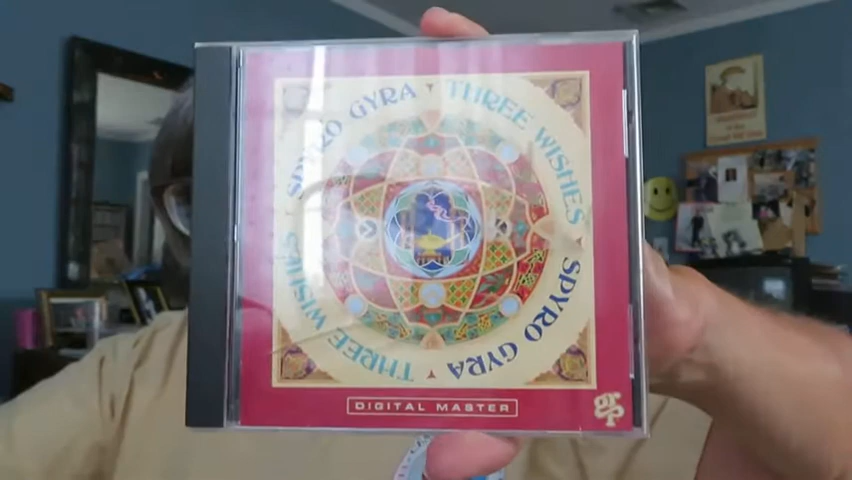 SPYRO GYRA • THREE WISHES
SPYRO GYRA • THREE WISHES
DIGITAL MASTER
grp